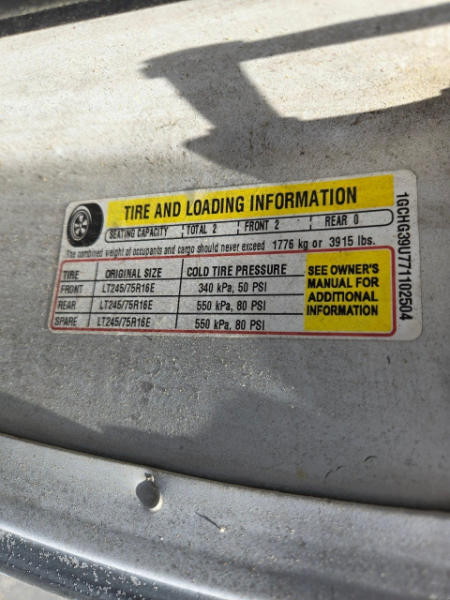 TIRE AND LOADING INFORMATION
SEATING CAPACITY TOTAL 2 FRONT 2 REAR 0
The combined weight of occupants and cargo should never exceed 1776 kg or 3915 lbs.
TIRE ORIGINAL SIZE COLD TIRE PRESSURE
FRONT LT245/75R16E 340 kPa, 50 PSI
REAR LT245/75R16E 550 kPa, 80 PSI
SPARE LT245/75R16E 550 kPa, 80 PSI
SEE OWNER'S
MANUAL FOR
ADDITIONAL
INFORMATION
1GCHG39U771102504